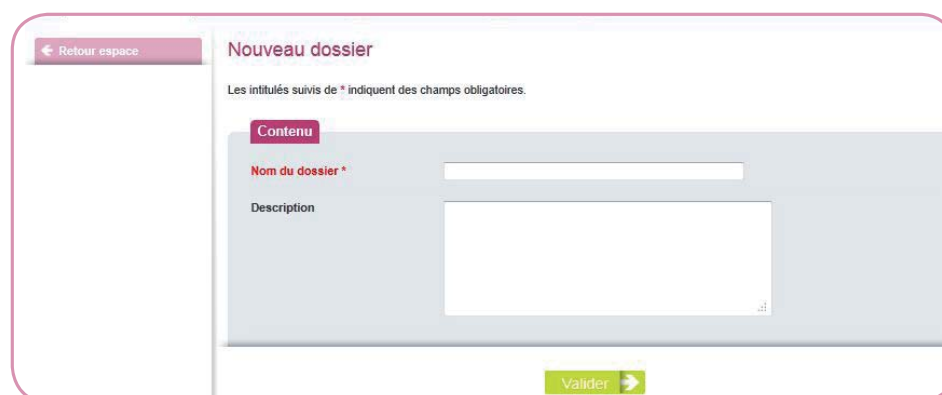 Retour espace
Nouveau dossier
Les intitulés suivis de * indiquent des champs obligatoires.
Contenu
Nom du dossier *
Description
Valider